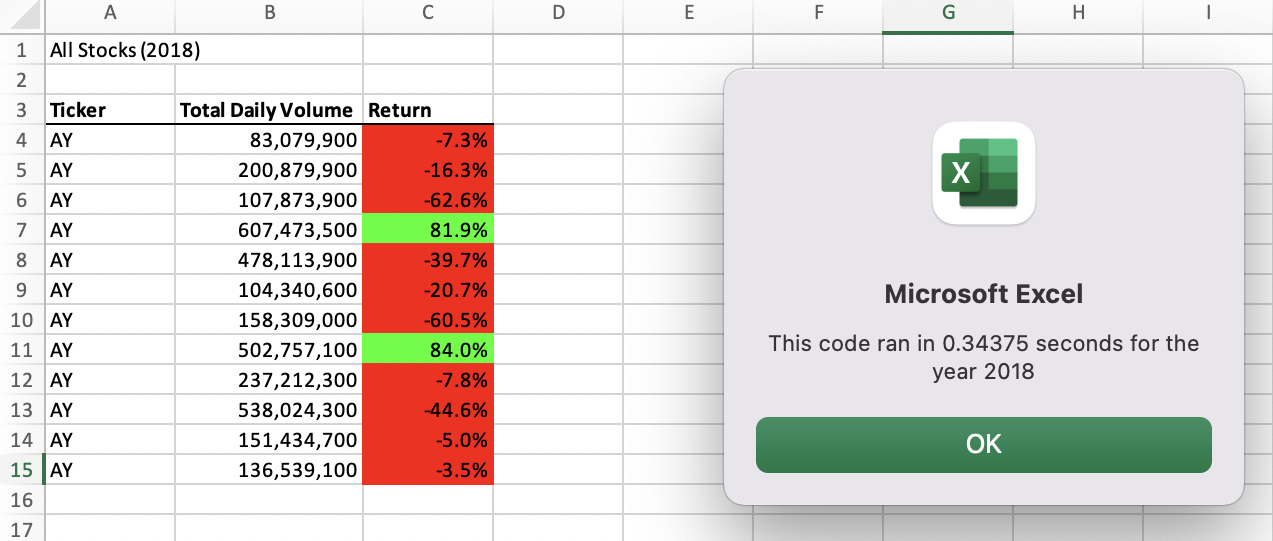 A B C D E F G H I
1 All Stocks (2018)
2
3 Ticker Total Daily Volume Return
4 AY 83,079,900 -7.3%
5 AY 200,879,900 -16.3%
6 AY 107,873,900 -62.6%
7 AY 607,473,500 81.9%
8 AY 478,113,900 -39.7%
9 AY 104,340,600 -20.7%
10 AY 158,309,000 -60.5%
11 AY 502,757,100 84.0%
12 AY 237,212,300 -7.8%
13 AY 538,024,300 -44.6%
14 AY 151,434,700 -5.0%
15 AY 136,539,100 -3.5%
16
17
X
Microsoft Excel
This code ran in 0.34375 seconds for the
year 2018
OK